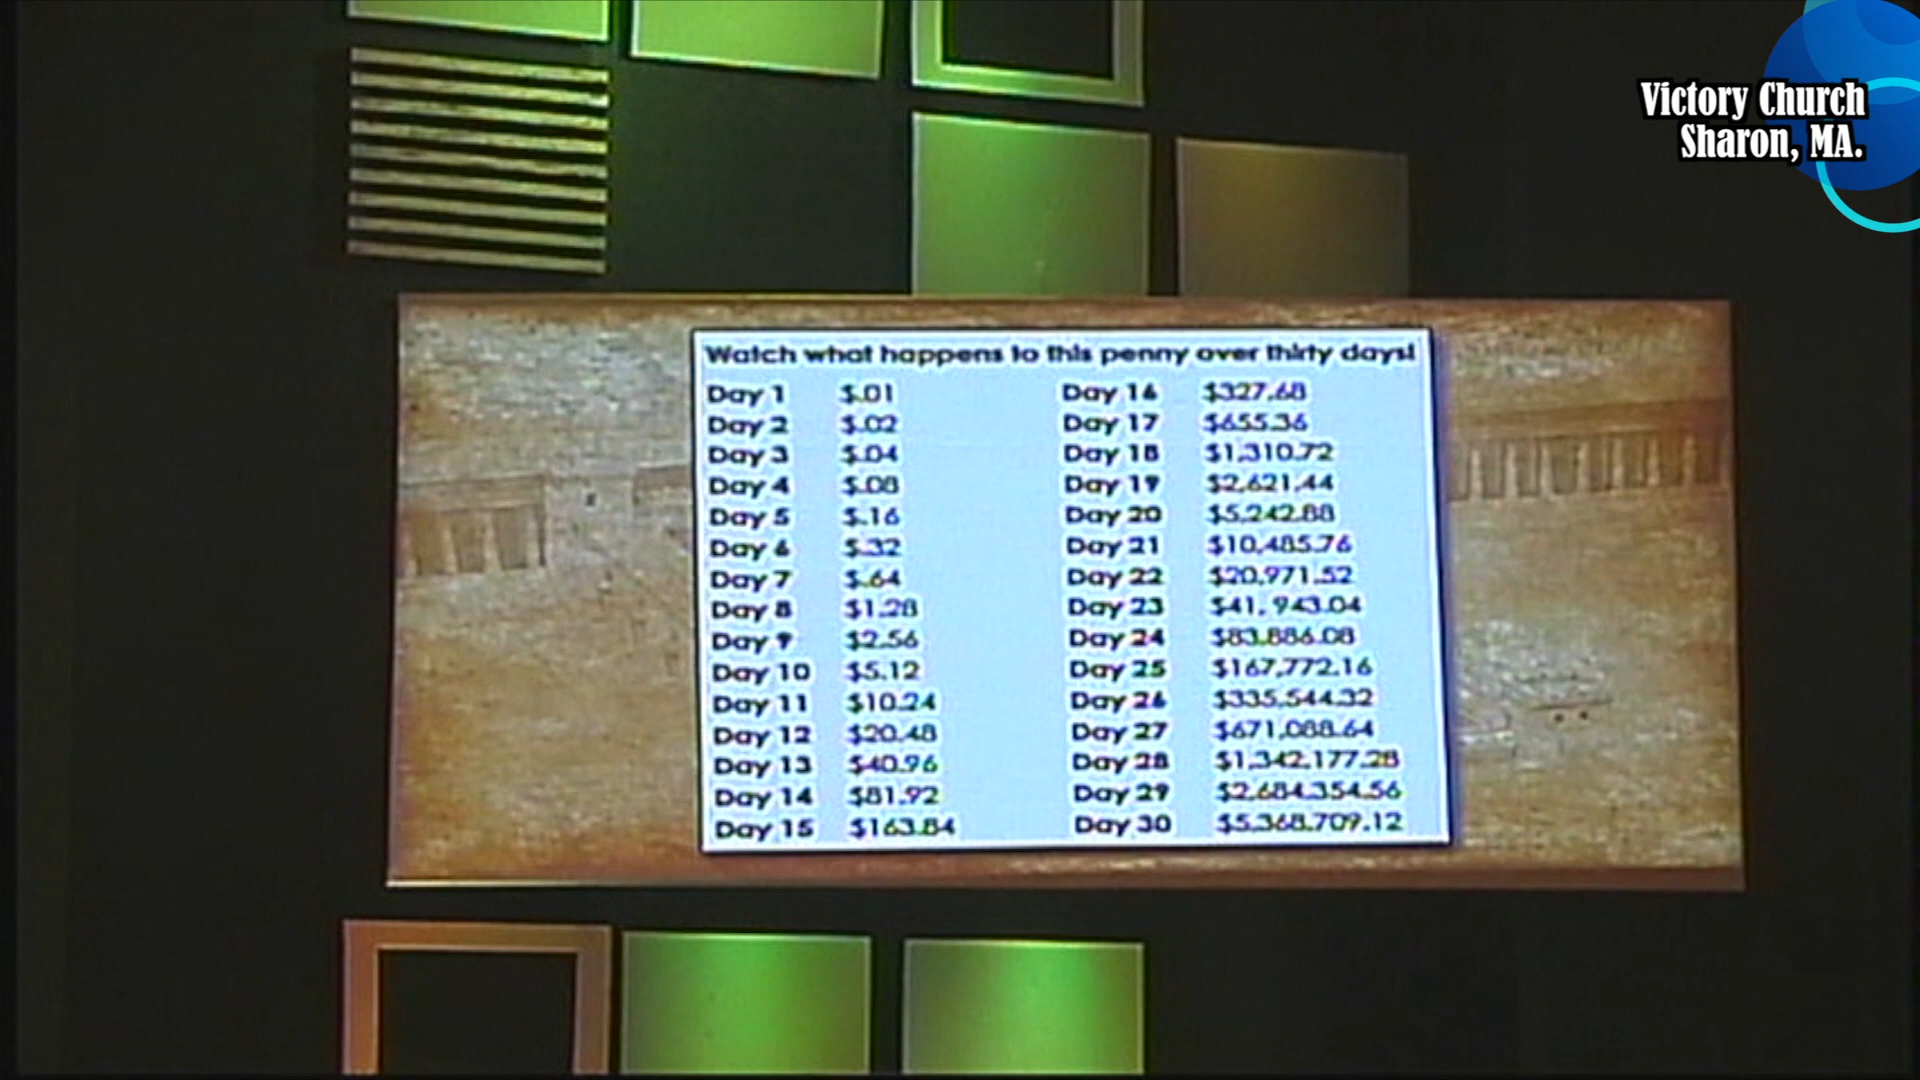 Victory Church
Sharon, MA.
Watch what happens to this penny over thirty days!
Day 1 $.01
Day 2 $.02
Day 3 $.04
Day 4 $.08
Day 5 $.16
Day 6 $.32
Day 7 $.64
Day 8 $1.28
Day 9 $2.56
Day 10 $5.12
Day 11 $10.24
Day 12 $20.48
Day 13 $40.96
Day 14 $81.92
Day 15 $163.84
Day 16 $327.68
Day 17 $655.36
Day 18 $1,310.72
Day 19 $2,621.44
Day 20 $5,242.88
Day 21 $10,485.76
Day 22 $20,971.52
Day 23 $41, 943.04
Day 24 $83,886.08
Day 25 $167,772.16
Day 26 $335,544.32
Day 27 $671,088.64
Day 28 $1,342,177.28
Day 29 $2,684,354.56
Day 30 $5,368,709.12